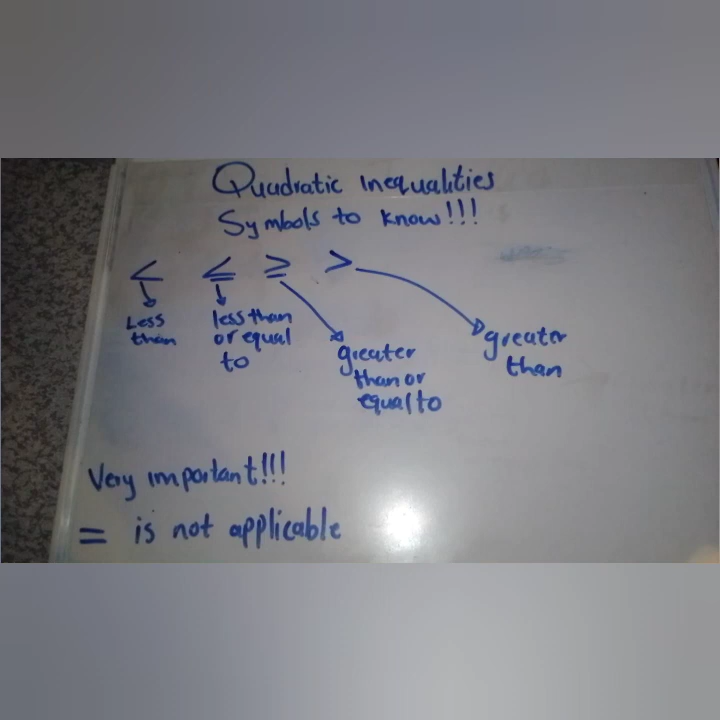 Quadratic Inequalities
Symbols to know!!!
< ≤ ≥ >
Less
than
less than
or equal
to
greater
than or
equal to
greater
than
Very important!!!
= is not applicable